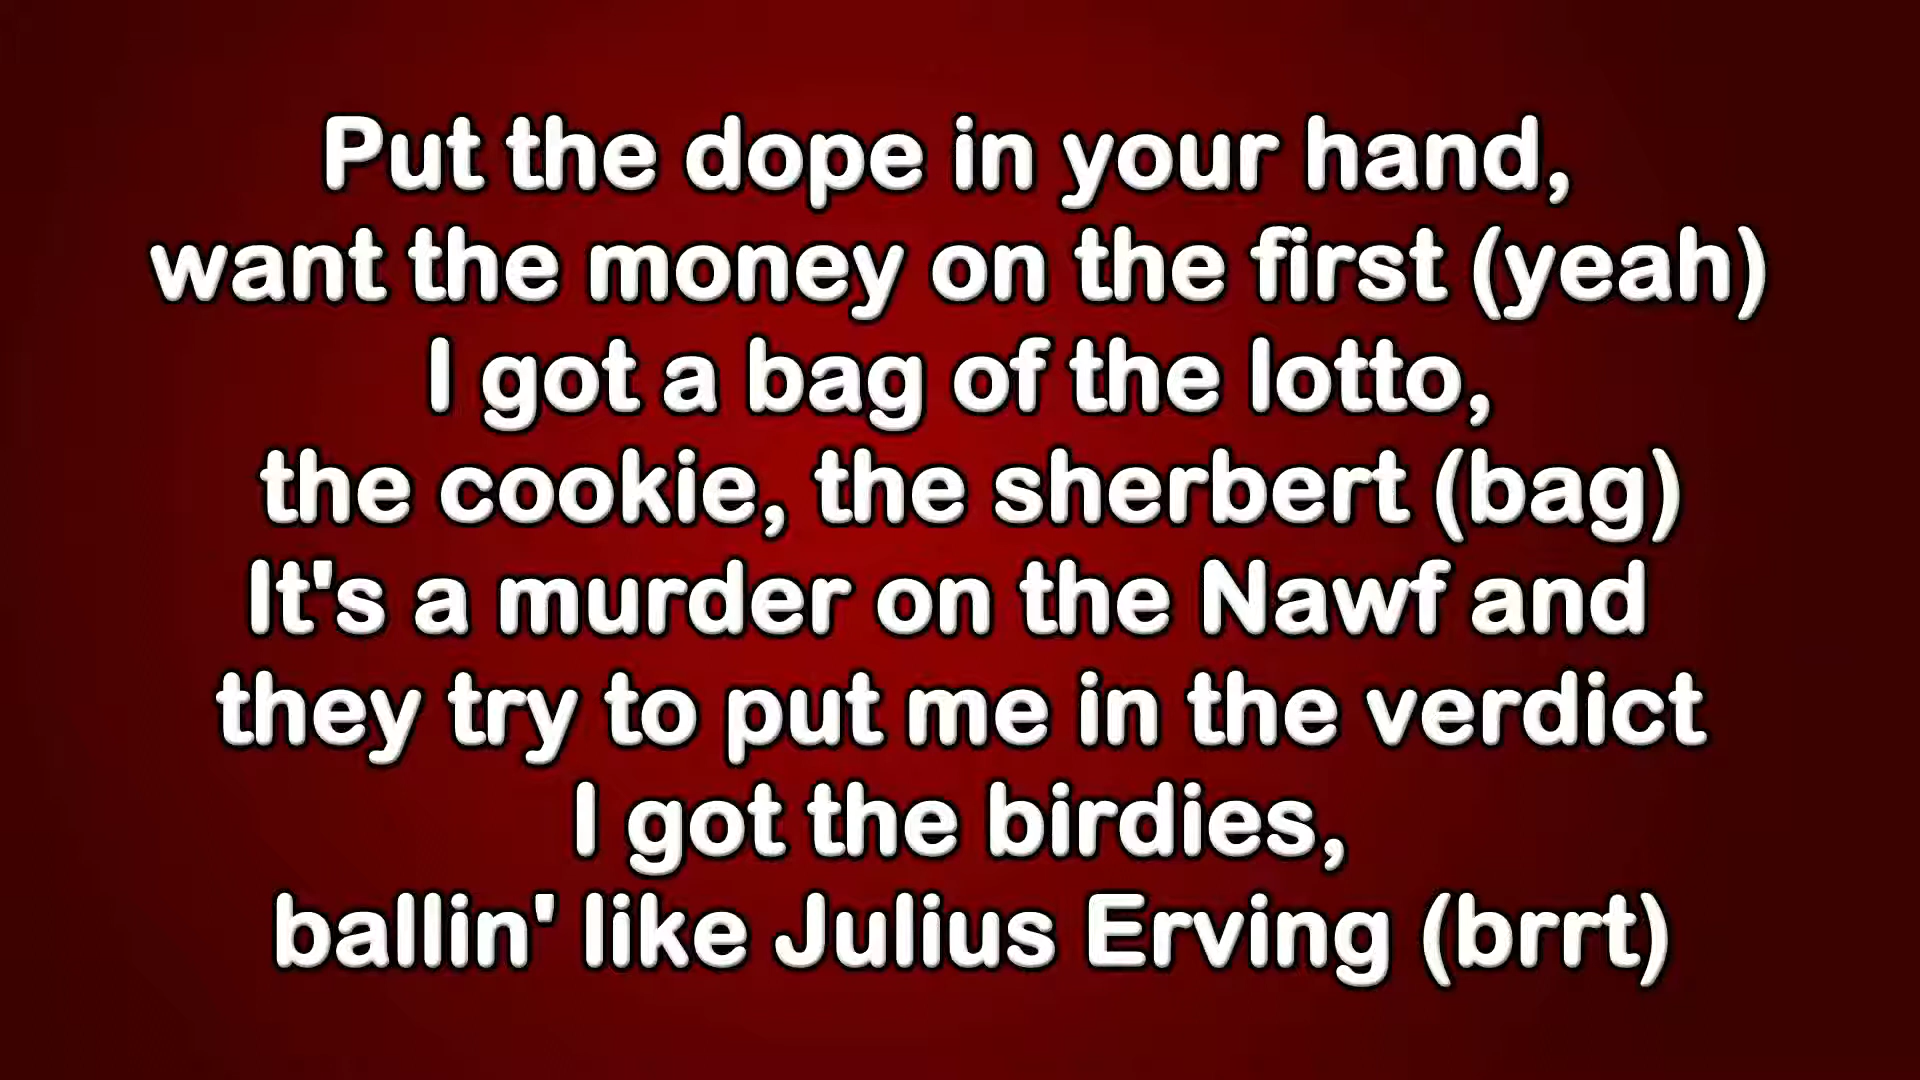 Put the dope in your hand,
want the money on the first (yeah)
I got a bag of the lotto,
the cookie, the sherbert (bag)
It's a murder on the Nawf and
they try to put me in the verdict
I got the birdies,
ballin' like Julius Erving (brrt)